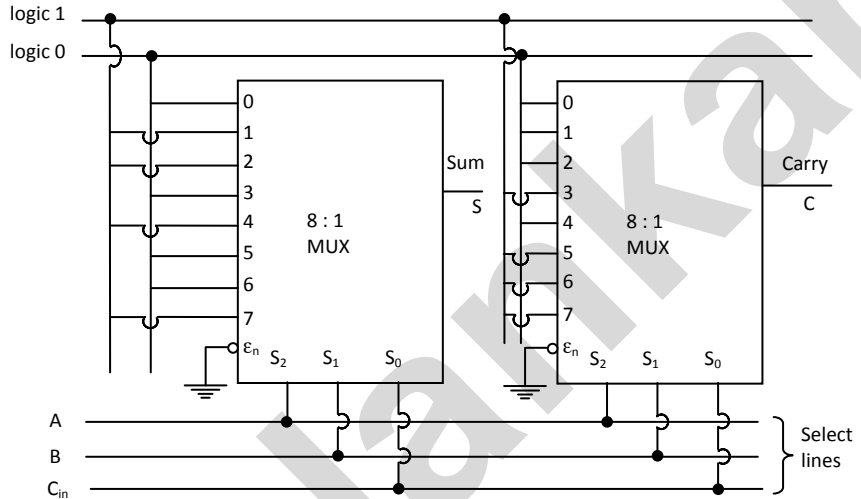 logic 1
logic 0
0
1
2
3
4
5
6
7
εn
S2 S1 S0
8 : 1
MUX
Sum
S
0
1
2
3
4
5
6
7
εn
S2 S1 S0
8 : 1
MUX
Carry
C
A
B
Cin
Select
lines